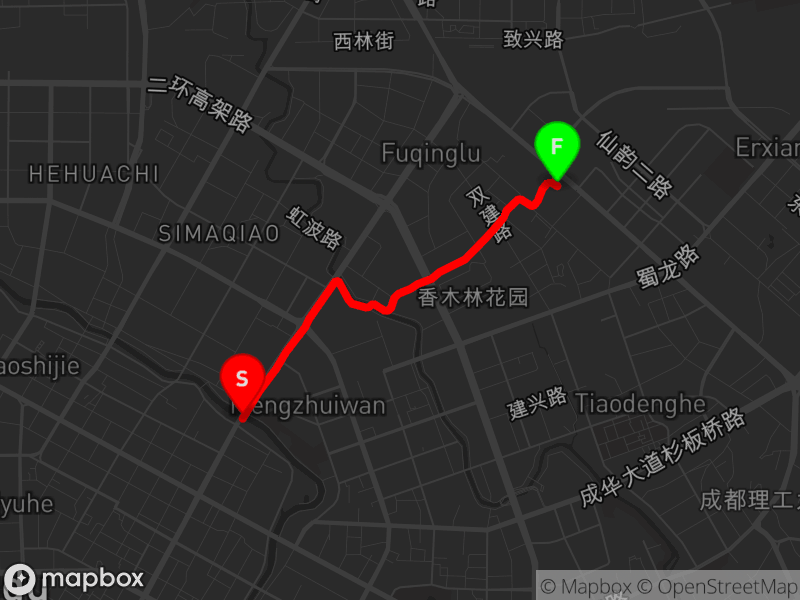 西林街
致兴路
二环高架路
Fuqinglu
F
仙韵二路
Erxian
HEHUACHI
双建路
虹波路
SIMAQIAO
蜀龙路
香木林花园
aoshijie
S
engzhuiwan
建兴路
Tiaodenghe
成华大道杉板桥路
成都理工
yuhe
mapbox
© Mapbox © OpenStreetMap